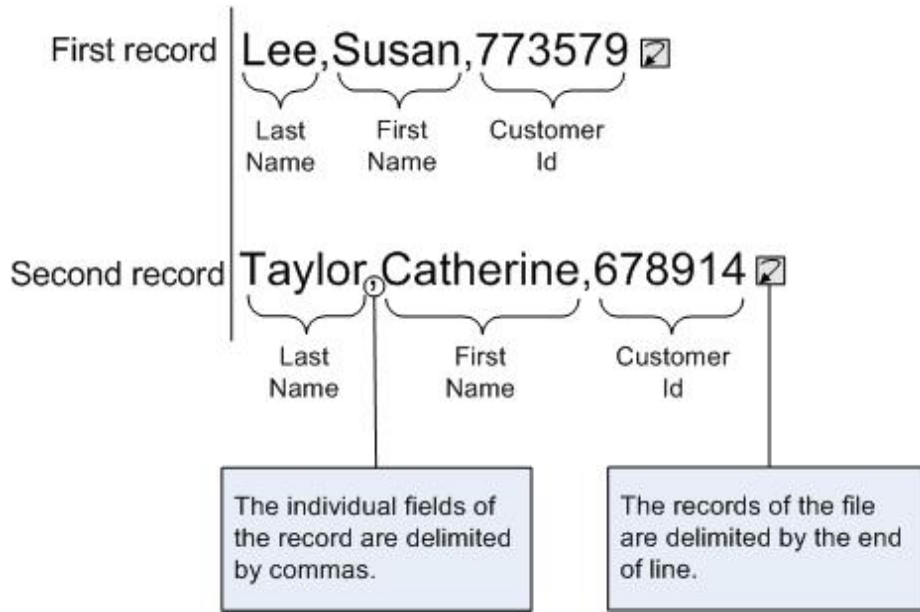 First record
Lee,Susan,773579
Last
Name
First
Name
Customer
Id
Second record
Taylor,Catherine,678914
Last
Name
First
Name
Customer
Id
The individual fields of
the record are delimited
by commas.
The records of the file
are delimited by the end
of line.